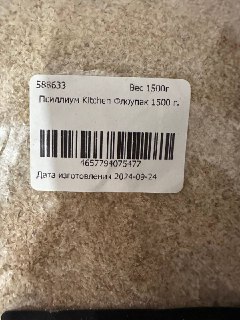 588633 Вес 1500г
Псиллиум Kitchen Флоупак 1500 г.
4657794075477
Дата изготовления 2024-09-24